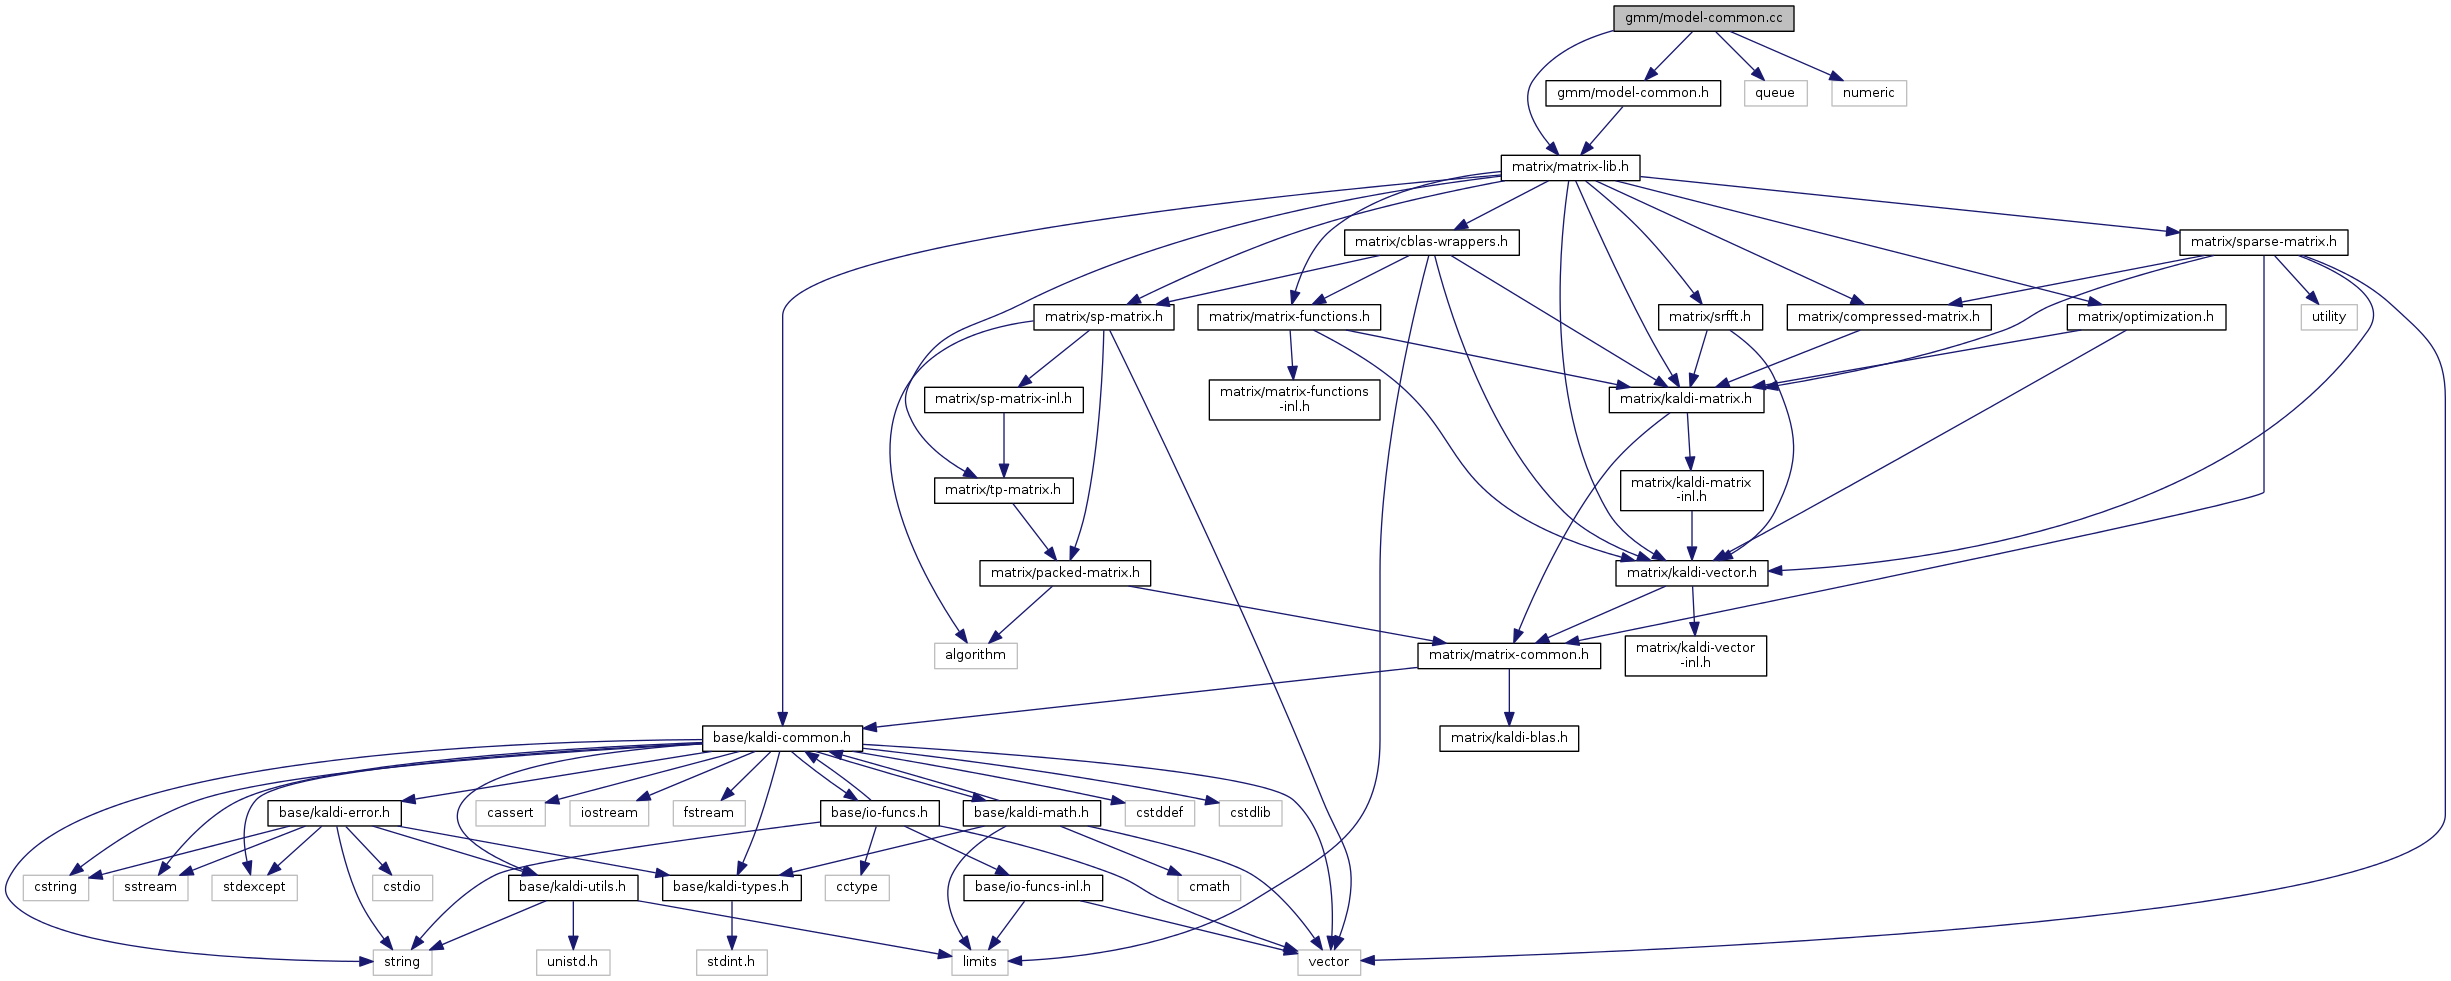 gmm/model-common.cc
gmm/model-common.h
queue
numeric
matrix/matrix-lib.h
matrix/cblas-wrappers.h
matrix/sparse-matrix.h
matrix/sp-matrix.h
matrix/matrix-functions.h
matrix/srfft.h
matrix/compressed-matrix.h
matrix/optimization.h
utility
matrix/sp-matrix-inl.h
matrix/matrix-functions
-inl.h
matrix/kaldi-matrix.h
matrix/tp-matrix.h
matrix/kaldi-matrix
-inl.h
matrix/packed-matrix.h
matrix/kaldi-vector.h
algorithm
matrix/matrix-common.h
matrix/kaldi-vector
-inl.h
base/kaldi-common.h
matrix/kaldi-blas.h
base/kaldi-error.h
cassert
iostream
fstream
base/io-funcs.h
base/kaldi-math.h
cstddef
cstdlib
cstring
sstream
stdexcept
cstdio
base/kaldi-utils.h
base/kaldi-types.h
cctype
base/io-funcs-inl.h
cmath
string
unistd.h
stdint.h
limits
vector